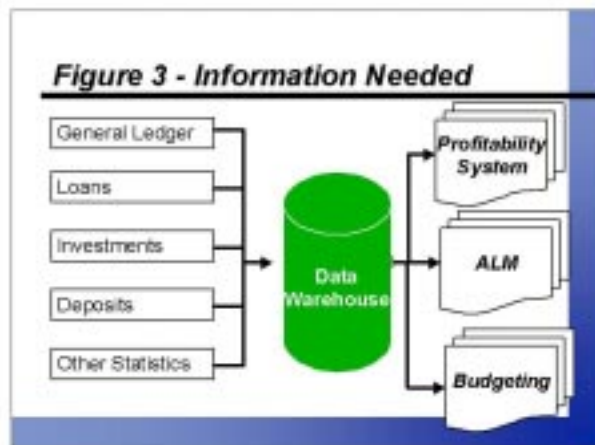 Figure 3 - Information Needed
General Ledger
Loans
Investments
Deposits
Other Statistics
Data
Warehouse
Profitability
System
ALM
Budgeting